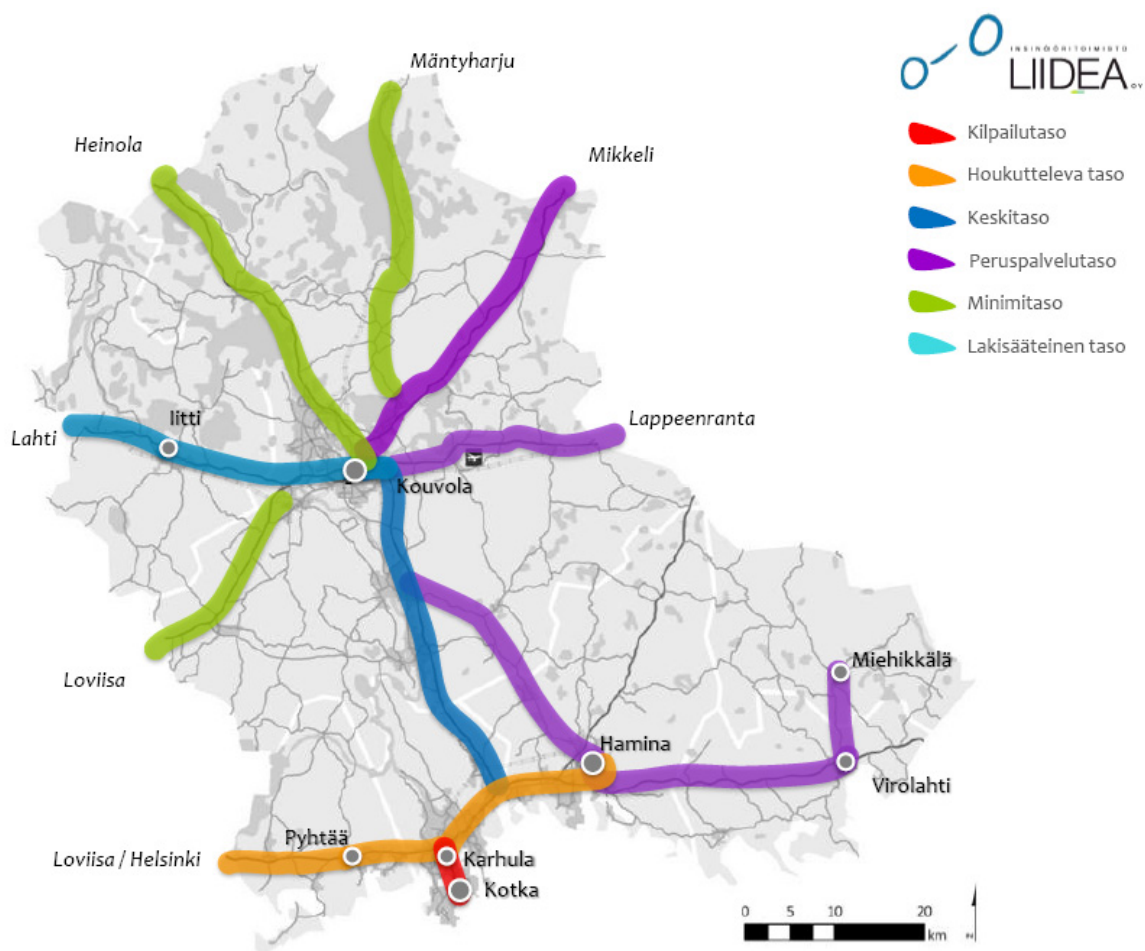 INSINÖÖRITOIMISTO
LIIDEA OY
Kilpailutaso
Houkutteleva taso
Keskitaso
Peruspalvelutaso
Minimitaso
Lakisääteinen taso
Mäntyharju
Heinola
Mikkeli
Lappeenranta
Iitti
Lahti
Kouvola
Loviisa
Miehikkälä
Hamina
Virolahti
Pyhtää
Loviisa / Helsinki
Karhula
Kotka
0 5 10 20
km
N